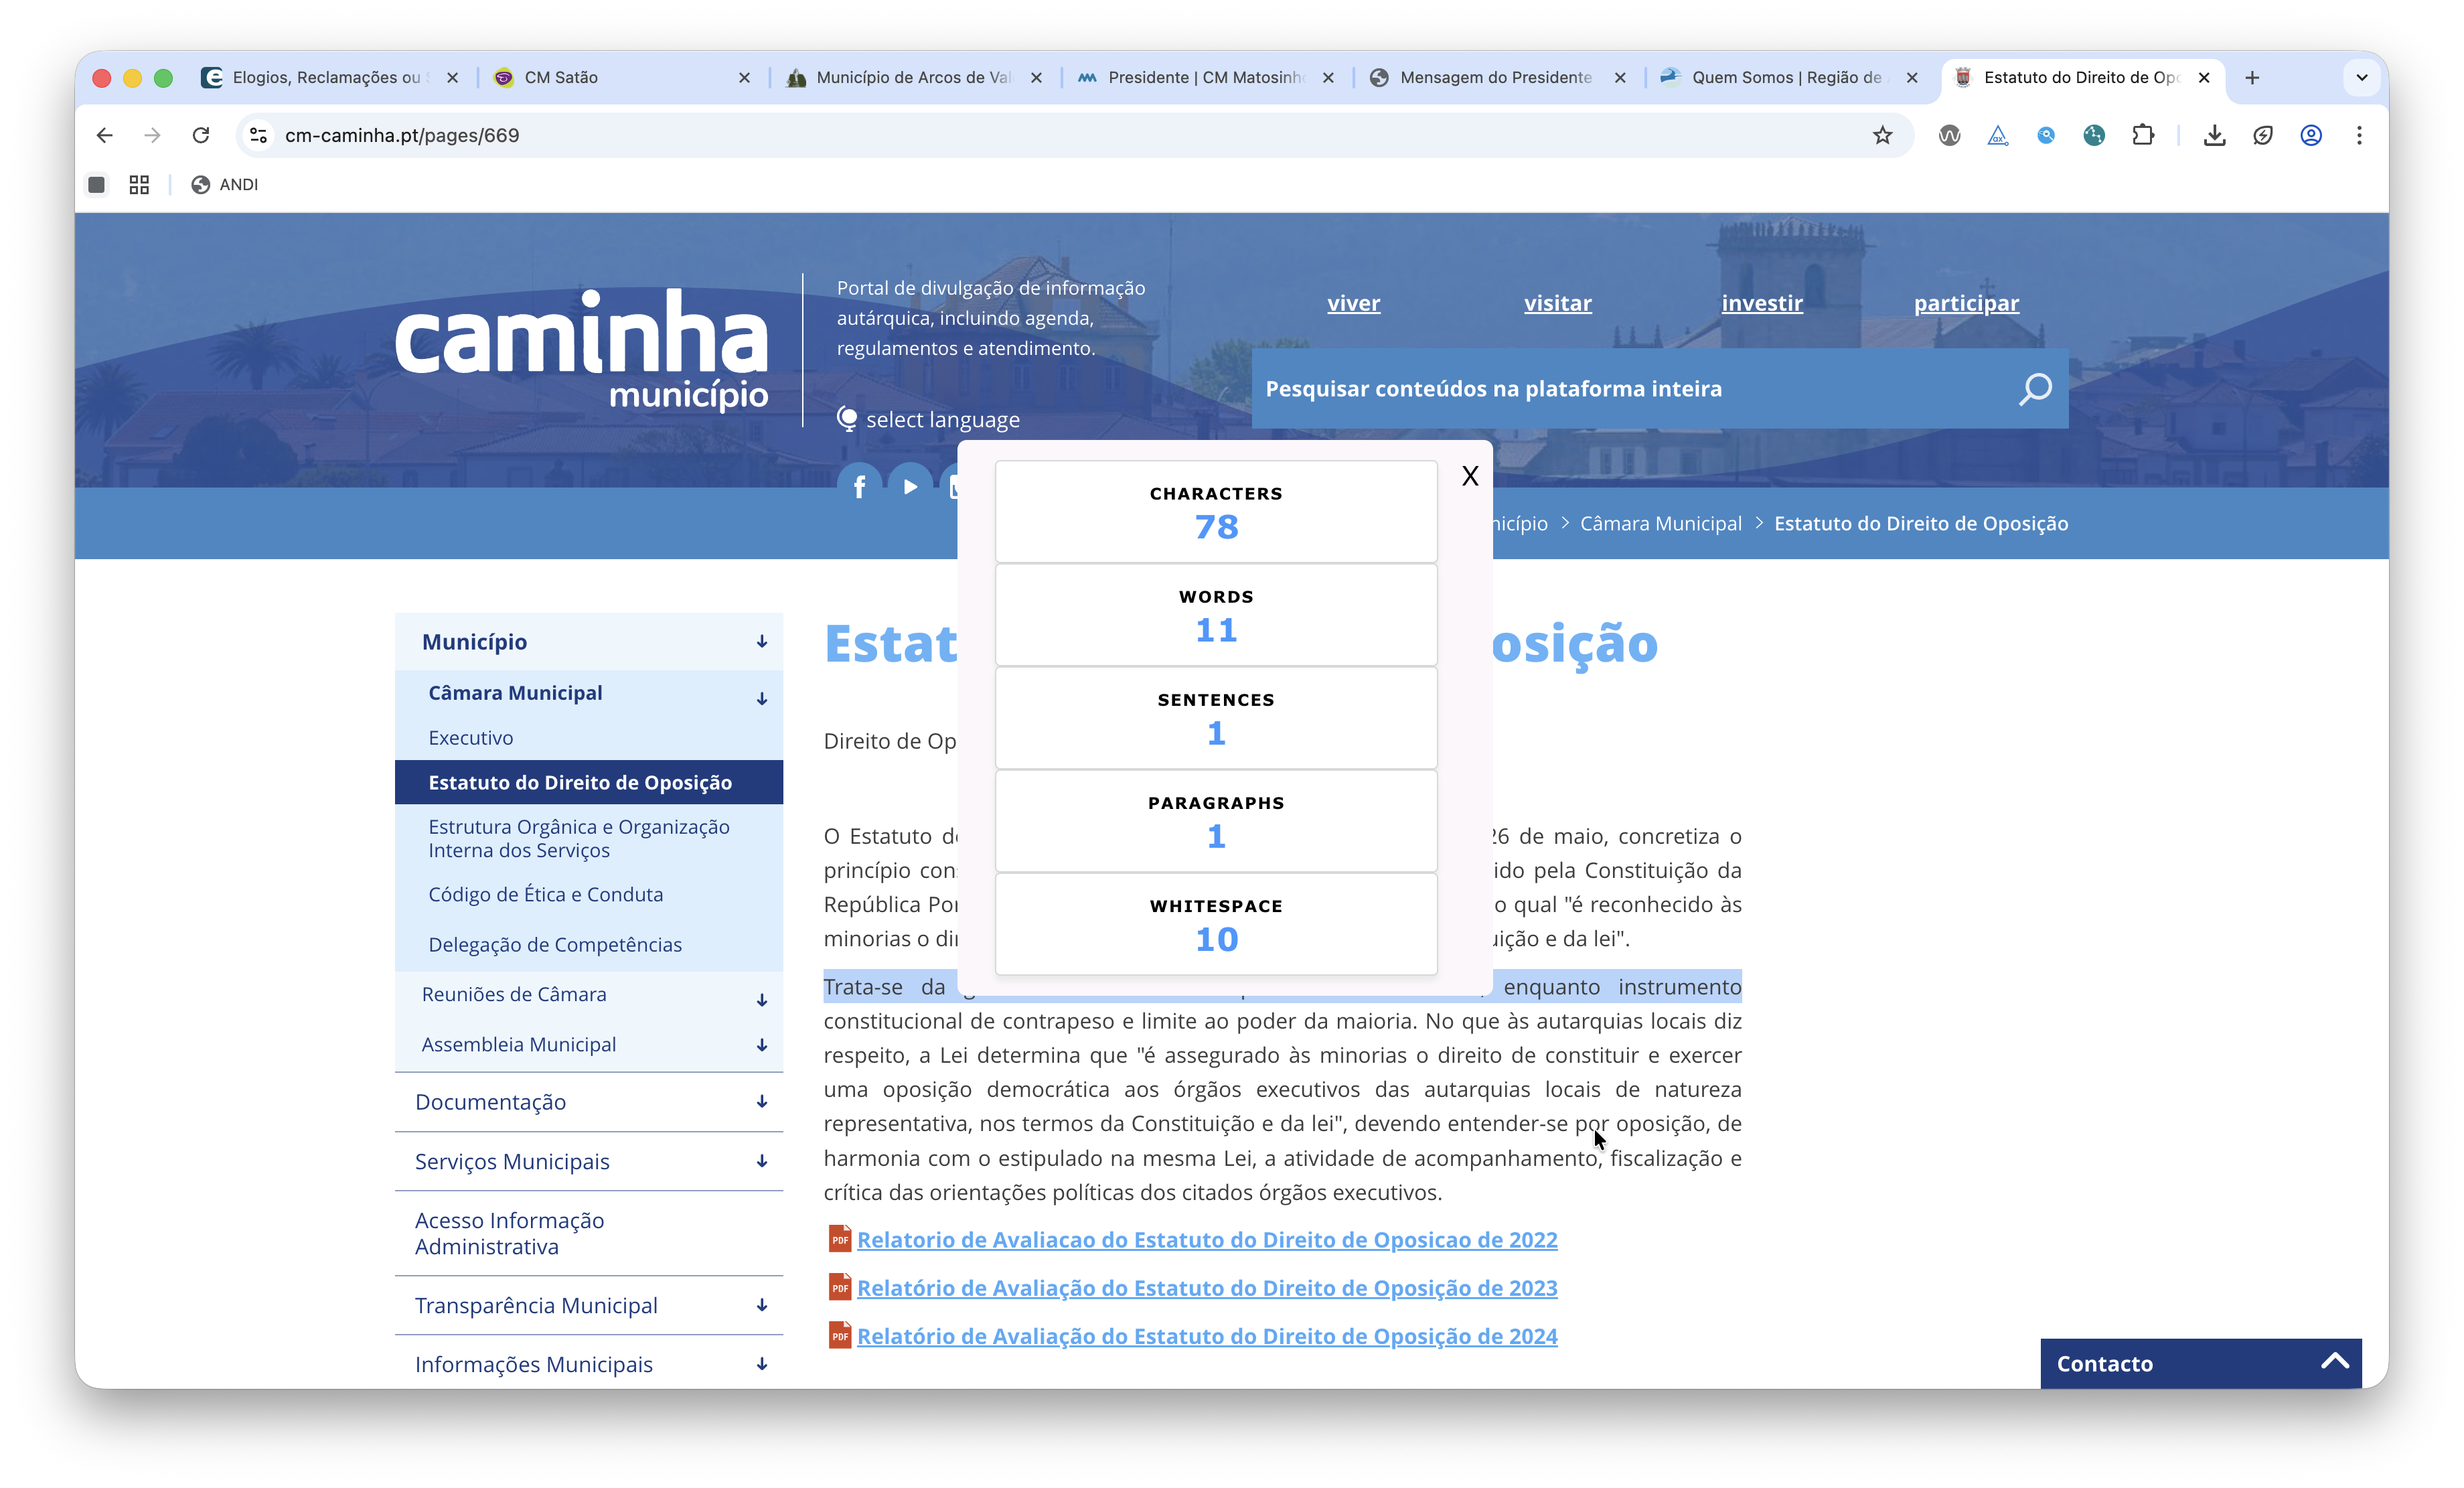 Elogios, Reclamações ou
CM Satão
Município de Arcos de Val
Presidente | CM Matosinh
Mensagem do Presidente
Quem Somos | Região de
Estatuto do Direito de Opo
cm-caminha.pt/pages/669
ANDI
caminha
município
Portal de divulgação de informação
autárquica, incluindo agenda,
regulamentos e atendimento.
select language
viver
visitar
investir
participar
Pesquisar conteúdos na plataforma inteira
Câmara Municipal > Estatuto do Direito de Oposição
X
CHARACTERS
78
WORDS
11
SENTENCES
1
PARAGRAPHS
1
WHITESPACE
10
Município
Câmara Municipal
Executivo
Estatuto do Direito de Oposição
Estrutura Orgânica e Organização
Interna dos Serviços
Código de Ética e Conduta
Delegação de Competências
Reuniões de Câmara
Assembleia Municipal
Documentação
Serviços Municipais
Acesso Informação
Administrativa
Transparência Municipal
Informações Municipais
Estat osição
Direito de Op
O Estatuto d 26 de maio, concretiza o
princípio con ido pela Constituição da
República Por o qual "é reconhecido às
minorias o dir uição e da lei".
Trata-se da enquanto instrumento
constitucional de contrapeso e limite ao poder da maioria. No que às autarquias locais diz
respeito, a Lei determina que "é assegurado às minorias o direito de constituir e exercer
uma oposição democrática aos órgãos executivos das autarquias locais de natureza
representativa, nos termos da Constituição e da lei", devendo entender-se por oposição, de
harmonia com o estipulado na mesma Lei, a atividade de acompanhamento, fiscalização e
crítica das orientações políticas dos citados órgãos executivos.
PDF Relatorio de Avaliacao do Estatuto do Direito de Oposicao de 2022
PDF Relatório de Avaliação do Estatuto do Direito de Oposição de 2023
PDF Relatório de Avaliação do Estatuto do Direito de Oposição de 2024
Contacto